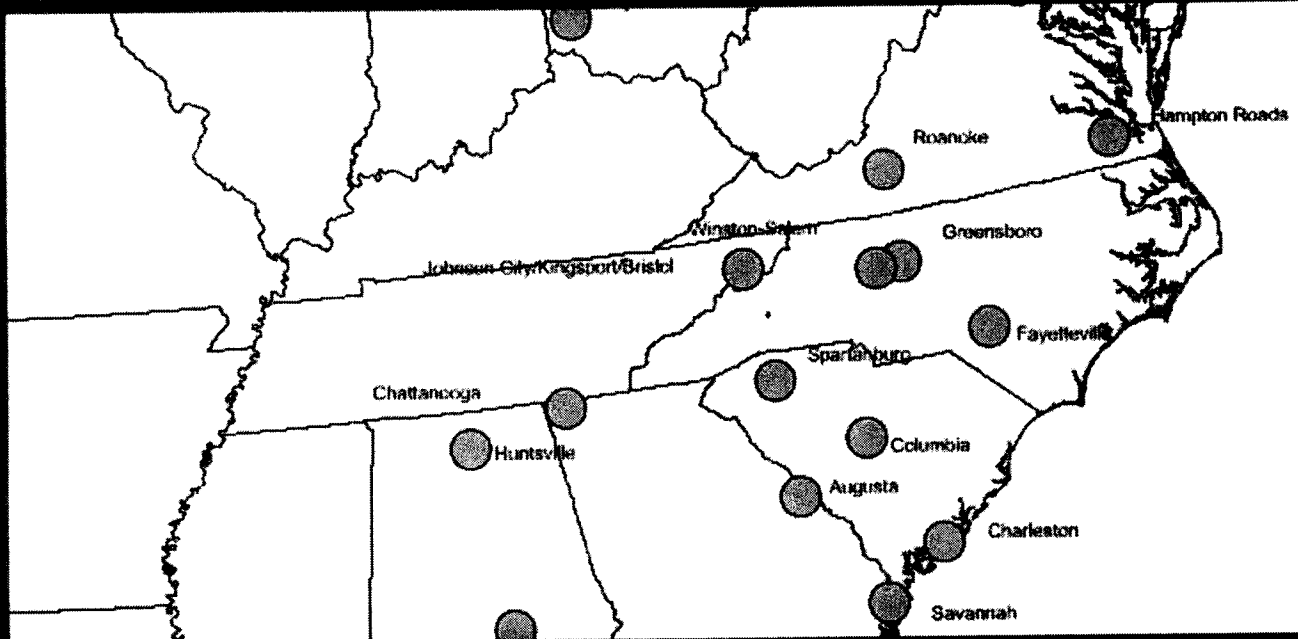 Hampton Roads
Roanoke
Winston-Salem
Greensboro
Johnson City/Kingsport/Bristol
Fayetteville
Spartanburg
Chattanooga
Columbia
Huntsville
Augusta
Charleston
Savannah